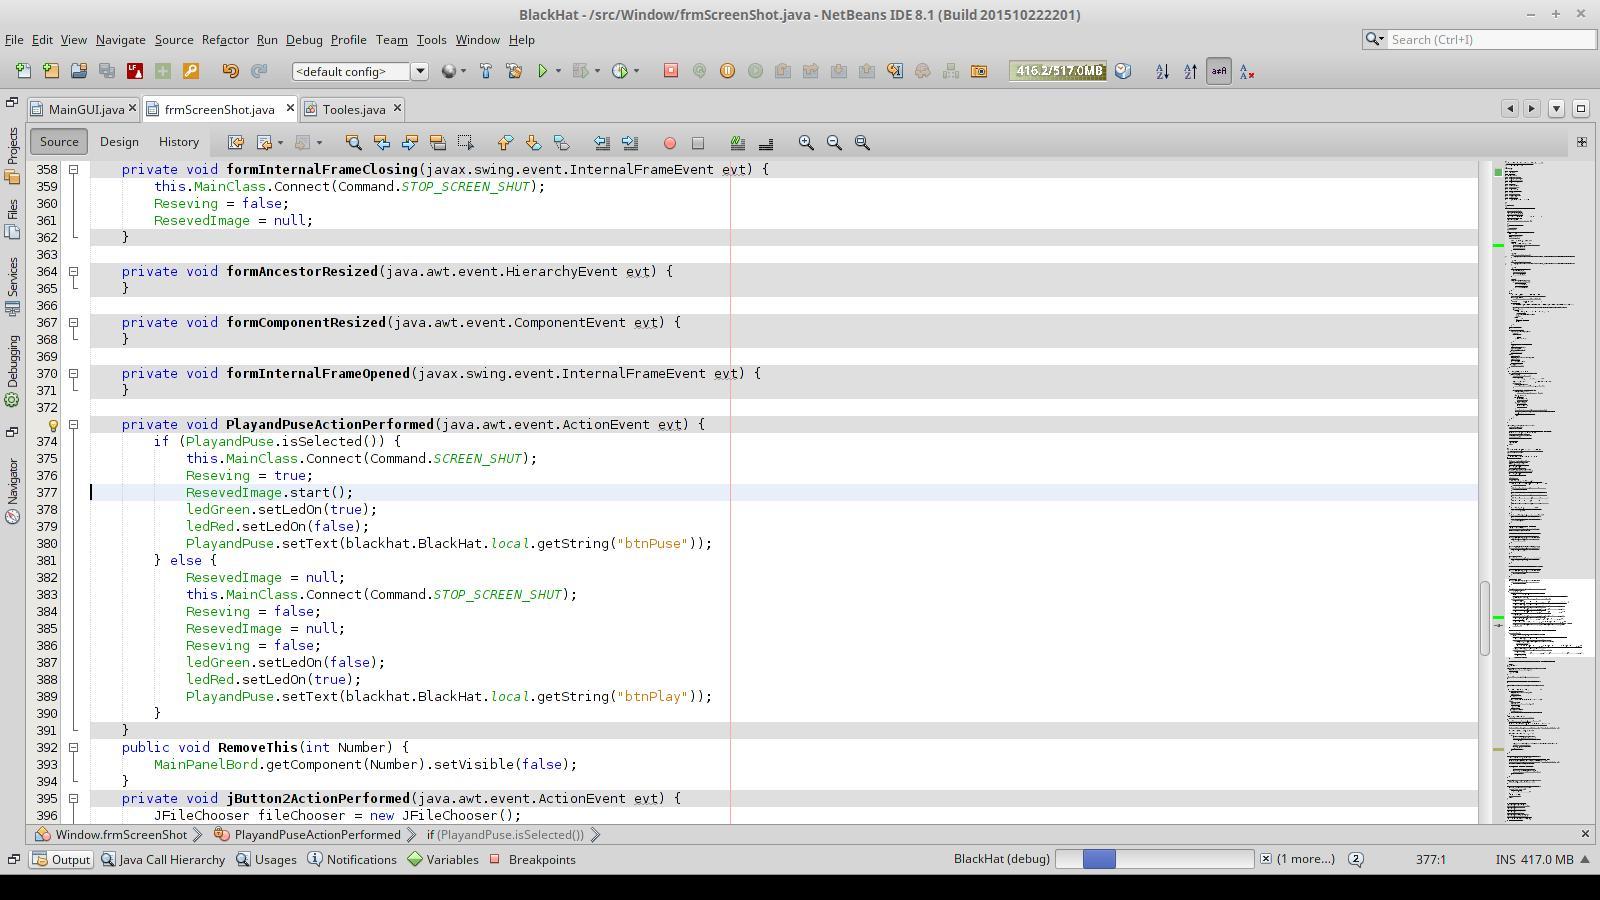 BlackHat - /src/Window/frmScreenShot.java - NetBeans IDE 8.1 (Build 201510222201)
File Edit View Navigate Source Refactor Run Debug Profile Team Tools Window Help
Search (Ctrl+I)
<default config>
416.2/517.0MB
MainGUI.java
frmScreenShot.java
Tooles.java
Source Design History
Projects
Files
Services
Debugging
Navigator
358 private void formInternalFrameClosing(javax.swing.event.InternalFrameEvent evt) {
359 this.MainClass.Connect(Command.STOP_SCREEN_SHUT);
360 Reseving = false;
361 ResevedImage = null;
362 }
363
364 private void formAncestorResized(java.awt.event.HierarchyEvent evt) {
365 }
366
367 private void formComponentResized(java.awt.event.ComponentEvent evt) {
368 }
369
370 private void formInternalFrameOpened(javax.swing.event.InternalFrameEvent evt) {
371 }
372
private void PlayandPuseActionPerformed(java.awt.event.ActionEvent evt) {
374 if (PlayandPuse.isSelected()) {
375 this.MainClass.Connect(Command.SCREEN_SHUT);
376 Reseving = true;
377 ResevedImage.start();
378 ledGreen.setLedOn(true);
379 ledRed.setLedOn(false);
380 PlayandPuse.setText(blackhat.BlackHat.local.getString("btnPuse"));
381 } else {
382 ResevedImage = null;
383 this.MainClass.Connect(Command.STOP_SCREEN_SHUT);
384 Reseving = false;
385 ResevedImage = null;
386 Reseving = false;
387 ledGreen.setLedOn(false);
388 ledRed.setLedOn(true);
389 PlayandPuse.setText(blackhat.BlackHat.local.getString("btnPlay"));
390 }
391 }
392 public void RemoveThis(int Number) {
393 MainPanelBord.getComponent(Number).setVisible(false);
394 }
395 private void jButton2ActionPerformed(java.awt.event.ActionEvent evt) {
396 JFileChooser fileChooser = new JFileChooser();
Window.frmScreenShot PlayandPuseActionPerformed if (PlayandPuse.isSelected())
Output Java Call Hierarchy Usages Notifications Variables Breakpoints
BlackHat (debug) (1 more...) 2 377:1 INS 417.0 MB